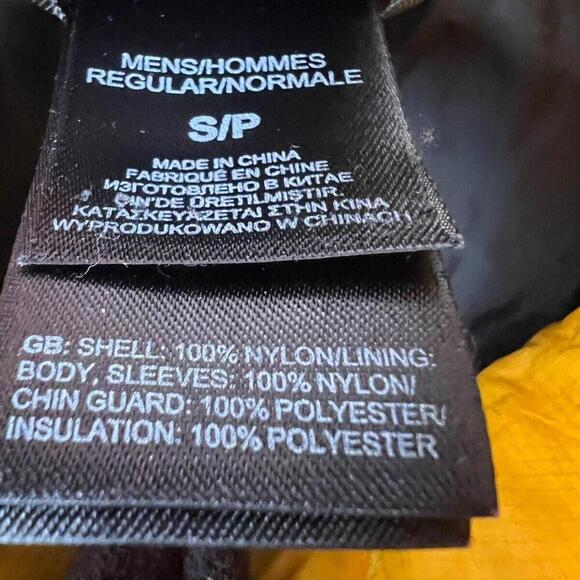 MENS/HOMMES
REGULAR/NORMALE
S/P
MADE IN CHINA
FABRIQUÉ EN CHINE
ИЗГОТОВЛЕНО В КИТАЕ
ÇİN'DE ÜRETİLMİŞTİR.
ΚΑΤΑΣΚΕΥΑΖΕΤΑΙ ΣΤΗΝ ΚΙΝΑ
WYPRODUKOWANO W CHINACH
GB: SHELL: 100% NYLON/LINING:
BODY, SLEEVES: 100% NYLON/
CHIN GUARD: 100% POLYESTER/
INSULATION: 100% POLYESTER